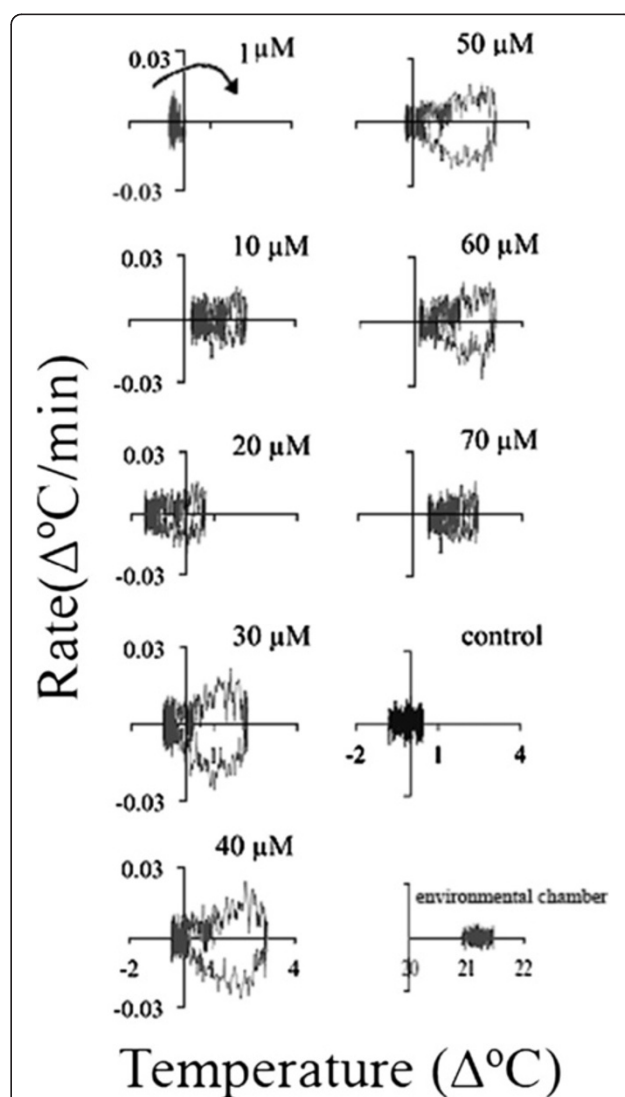 Rate(Δ°C/min)
0.03
1 µM
-0.03
50 µM
0.03
10 µM
-0.03
60 µM
0.03
20 µM
-0.03
70 µM
0.03
30 µM
-0.03
control
-2 1 4
0.03
40 µM
-2 4
-0.03
environmental chamber
20 21 22
Temperature (Δ°C)